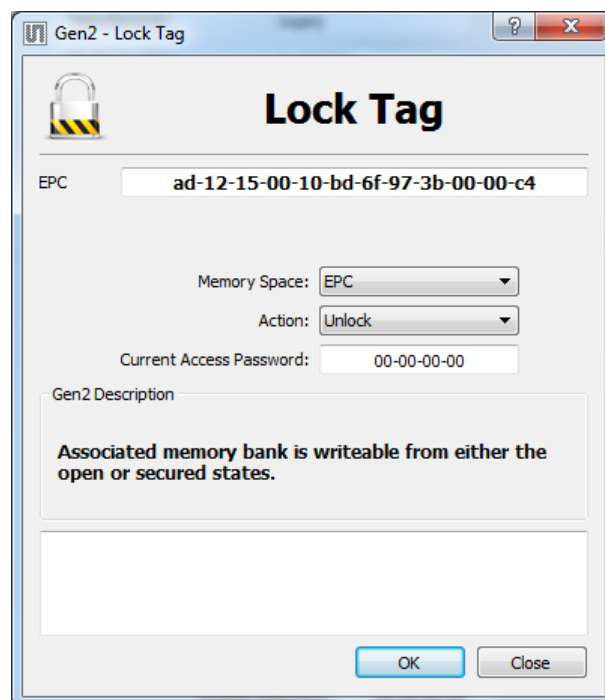 Gen2 - Lock Tag
Lock Tag
EPC ad-12-15-00-10-bd-6f-97-3b-00-00-c4
Memory Space: EPC
Action: Unlock
Current Access Password: 00-00-00-00
Gen2 Description
Associated memory bank is writeable from either the
open or secured states.
OK Close